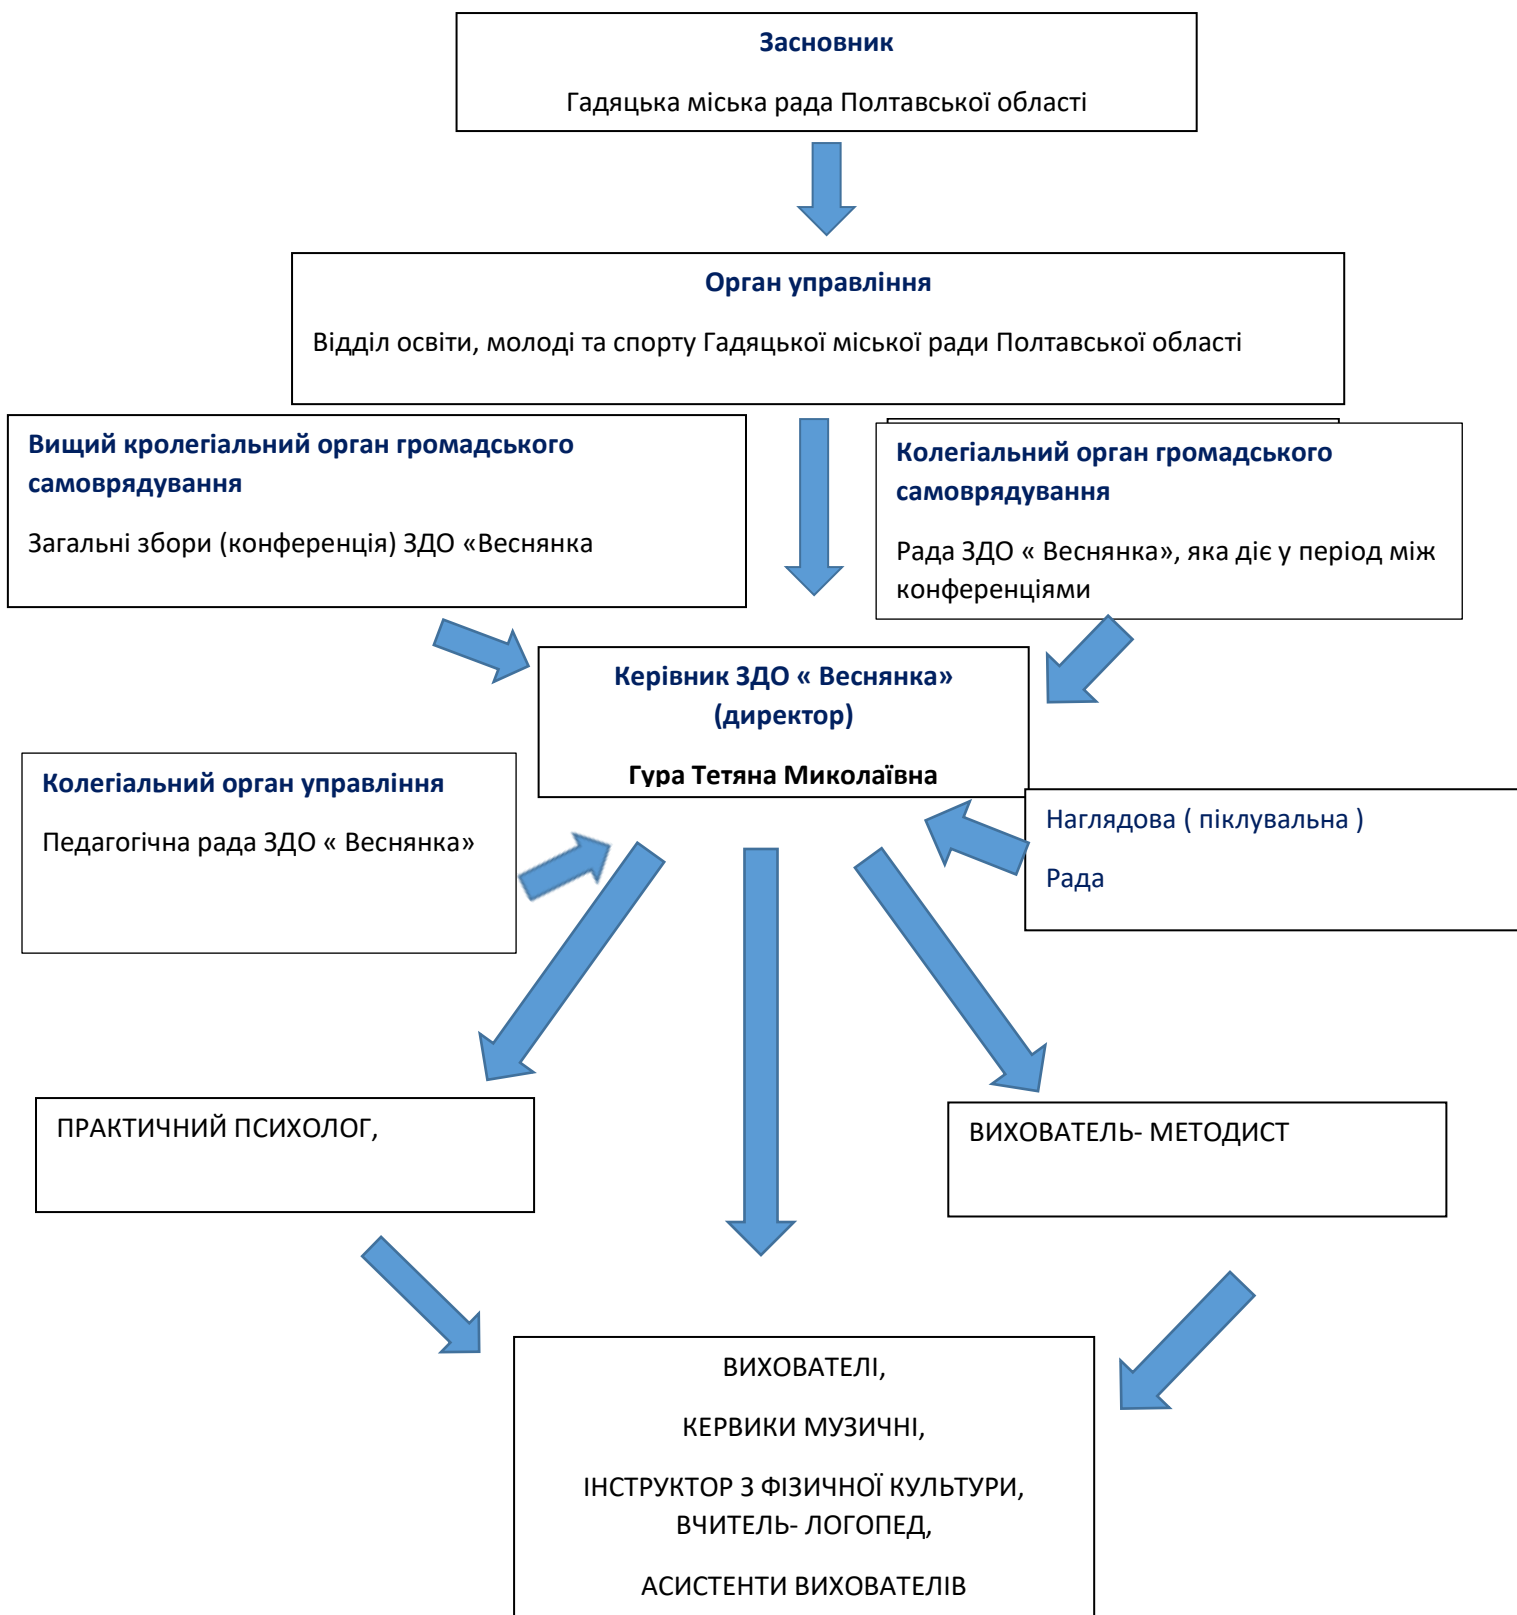 Засновник
Гадяцька міська рада Полтавської області
Орган управління
Відділ освіти, молоді та спорту Гадяцької міської ради Полтавської області
Вищий кролегіальний орган громадського
самоврядування
Загальні збори (конференція) ЗДО «Веснянка
Колегіальний орган громадського
самоврядування
Рада ЗДО « Веснянка», яка діє у період між
конференціями
Керівник ЗДО « Веснянка»
(директор)
Гура Тетяна Миколаївна
Колегіальний орган управління
Педагогічна рада ЗДО « Веснянка»
Наглядова ( піклувальна )
Рада
ПРАКТИЧНИЙ ПСИХОЛОГ,
ВИХОВАТЕЛЬ- МЕТОДИСТ
ВИХОВАТЕЛІ,
КЕРВИКИ МУЗИЧНІ,
ІНСТРУКТОР З ФІЗИЧНОЇ КУЛЬТУРИ,
ВЧИТЕЛЬ- ЛОГОПЕД,
АСИСТЕНТИ ВИХОВАТЕЛІВ